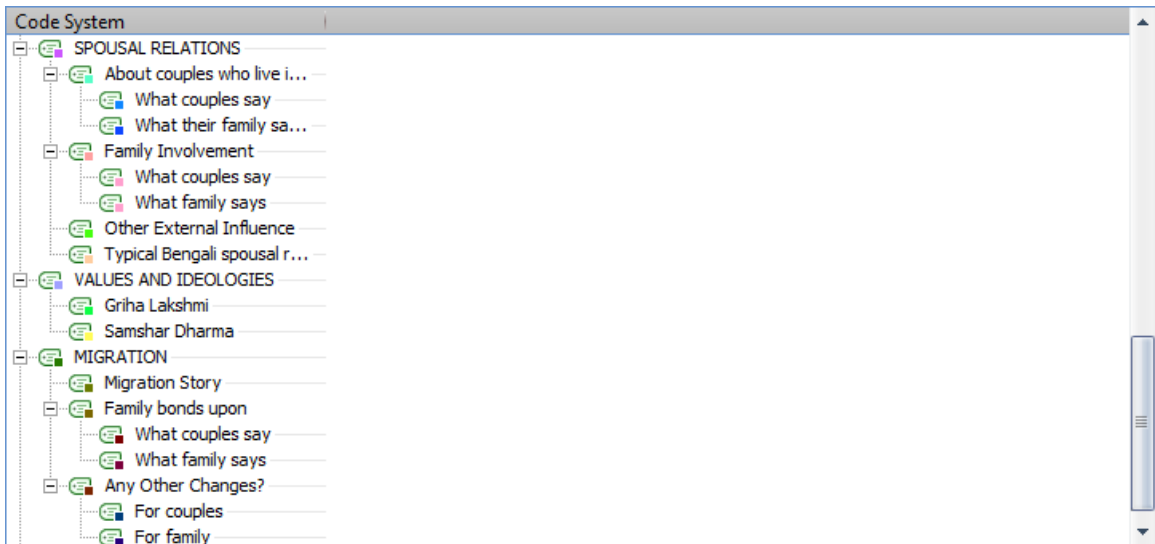 Code System
SPOUSAL RELATIONS
About couples who live i...
What couples say
What their family sa...
Family Involvement
What couples say
What family says
Other External Influence
Typical Bengali spousal r...
VALUES AND IDEOLOGIES
Griha Lakshmi
Samshar Dharma
MIGRATION
Migration Story
Family bonds upon
What couples say
What family says
Any Other Changes?
For couples
For family